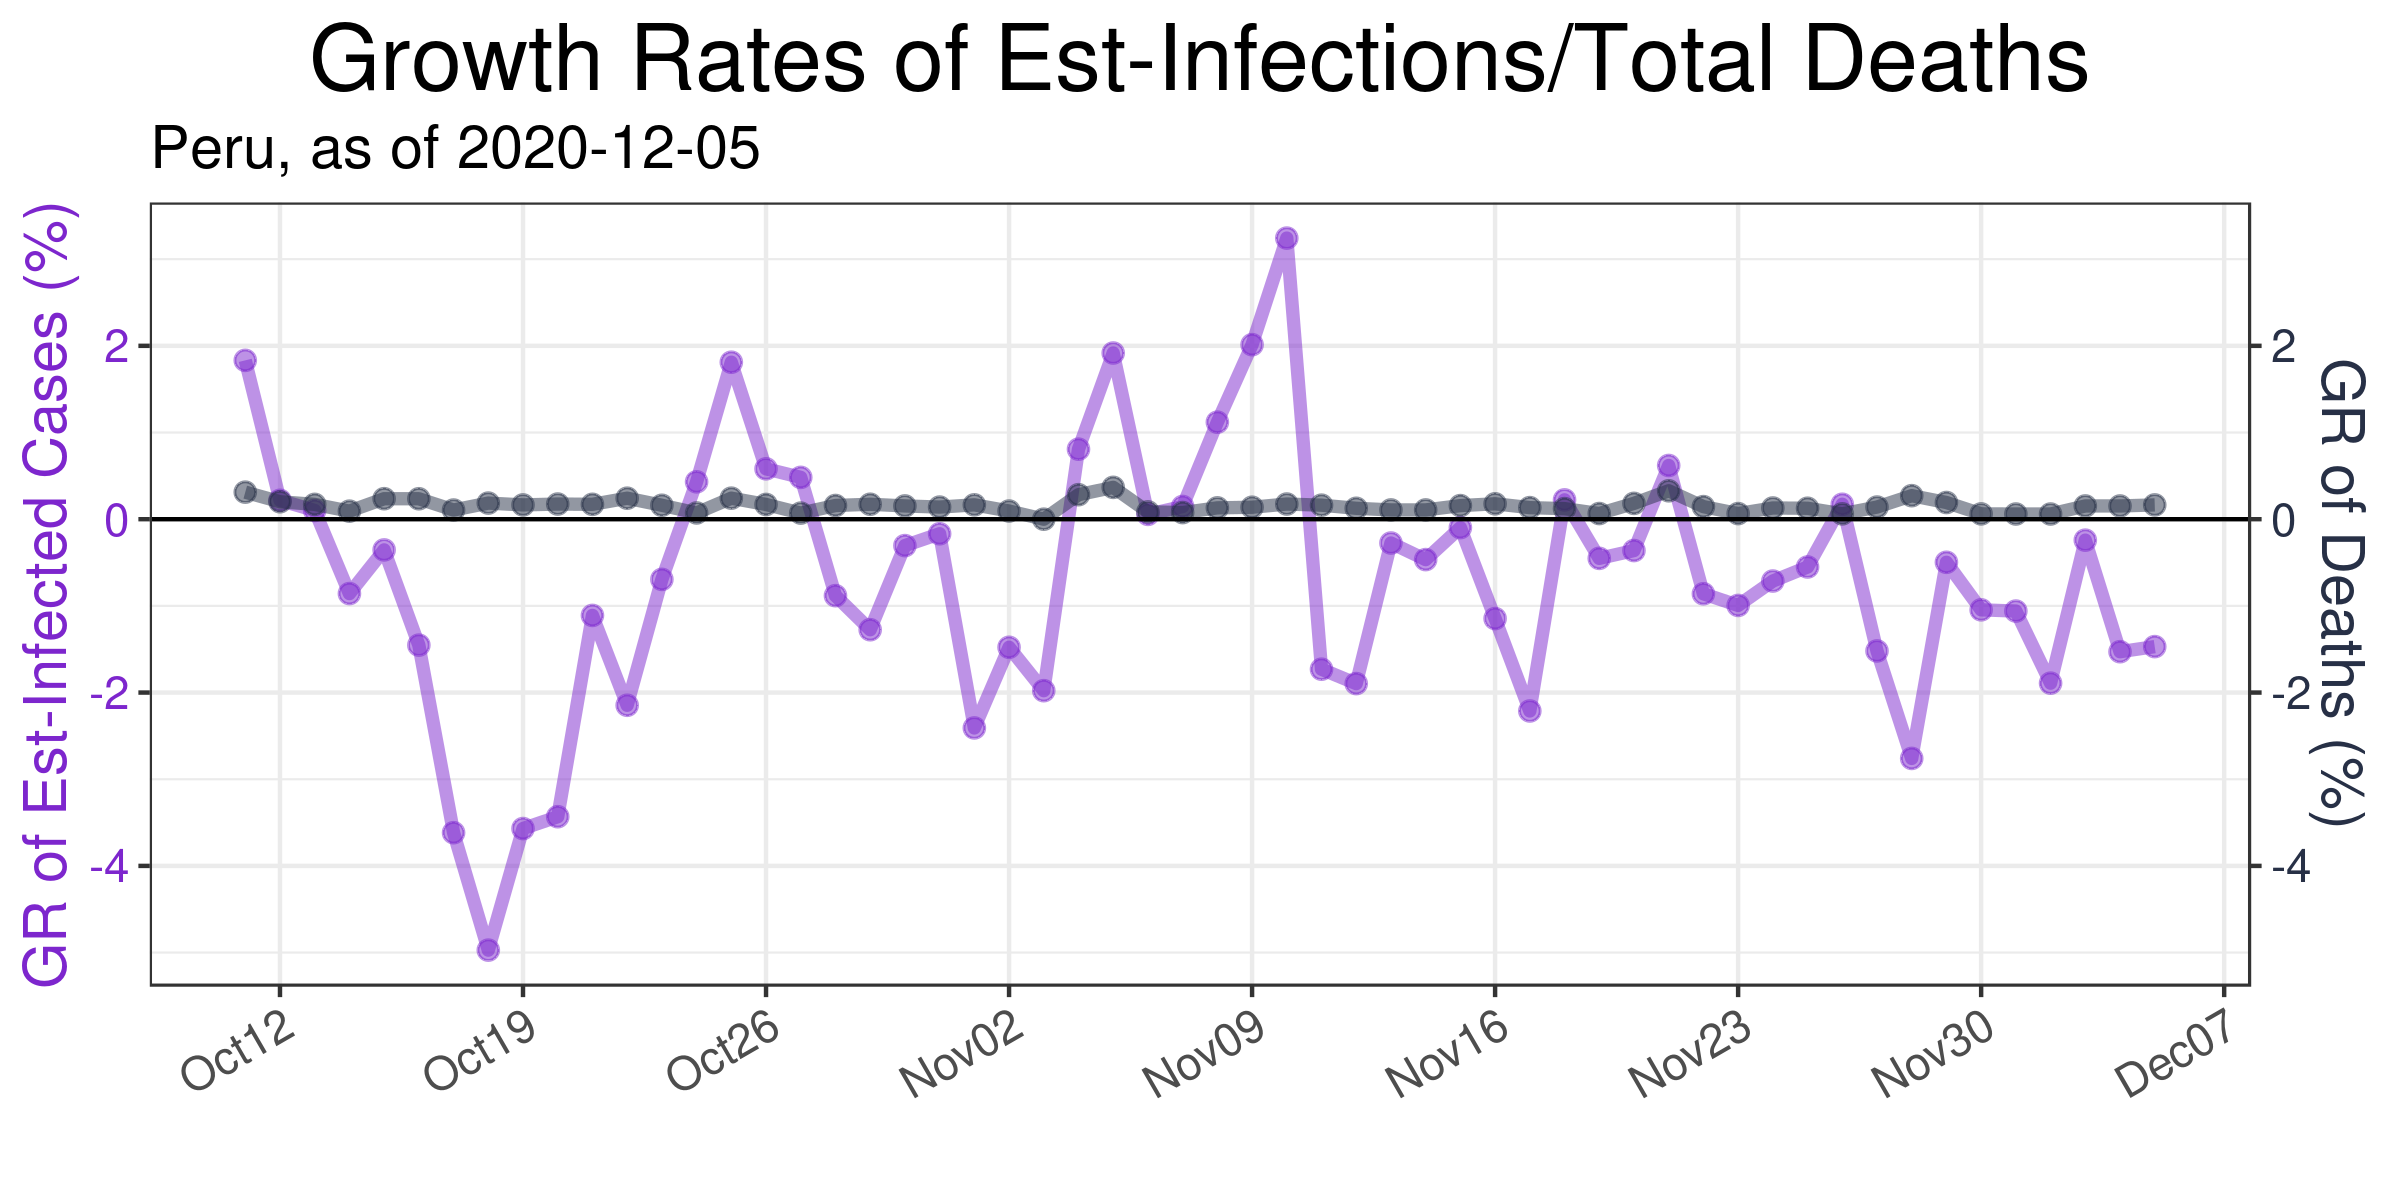 Growth Rates of Est-Infections/Total Deaths
Peru, as of 2020-12-05
GR of Est-Infected Cases (%)
2
0
-2
-4
2
0
-2
-4
GR of Deaths (%)
Oct12
Oct19
Oct26
Nov02
Nov09
Nov16
Nov23
Nov30
Dec07